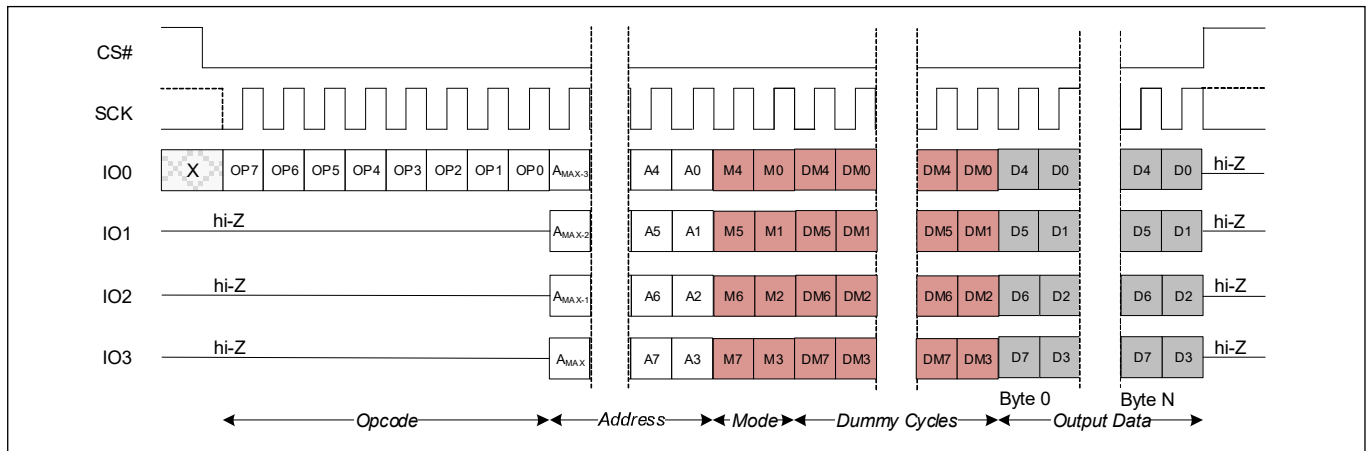 CS#
SCK
IO0 X OP7 OP6 OP5 OP4 OP3 OP2 OP1 OP0 AMAX-3 A4 A0 M4 M0 DM4 DM0 DM4 DM0 D4 D0 D4 D0 hi-Z
IO1 hi-Z AMAX-2 A5 A1 M5 M1 DM5 DM1 DM5 DM1 D5 D1 D5 D1 hi-Z
IO2 hi-Z AMAX-1 A6 A2 M6 M2 DM6 DM2 DM6 DM2 D6 D2 D6 D2 hi-Z
IO3 hi-Z AMAX A7 A3 M7 M3 DM7 DM3 DM7 DM3 D7 D3 D7 D3 hi-Z
Byte 0 Byte N
Opcode Address Mode Dummy Cycles Output Data